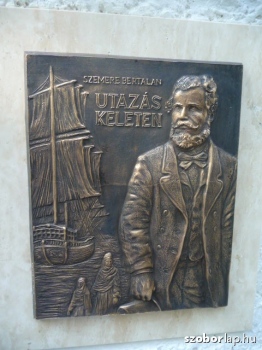 SZEMERE BERTALAN
UTAZÁS
KELETEN
szoborlap.hu